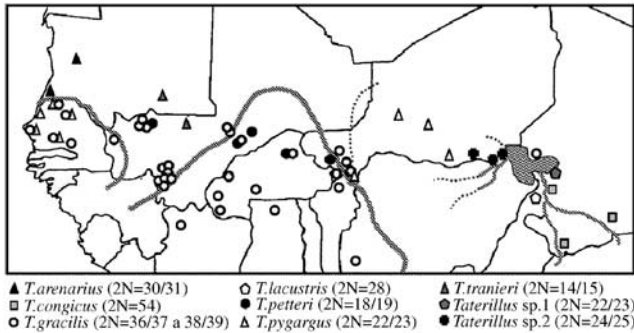 ▲ T.arenarius (2N=30/31) ⬠ T.lacustris (2N=28) ▲ T.tranieri (2N=14/15)
■ T.congicus (2N=54) ● T.petteri (2N=18/19) ⬟ Taterillus sp.1 (2N=22/23)
○ T.gracilis (2N=36/37 a 38/39) △ T.pygargus (2N=22/23) ● Taterillus sp.2 (2N=24/25)